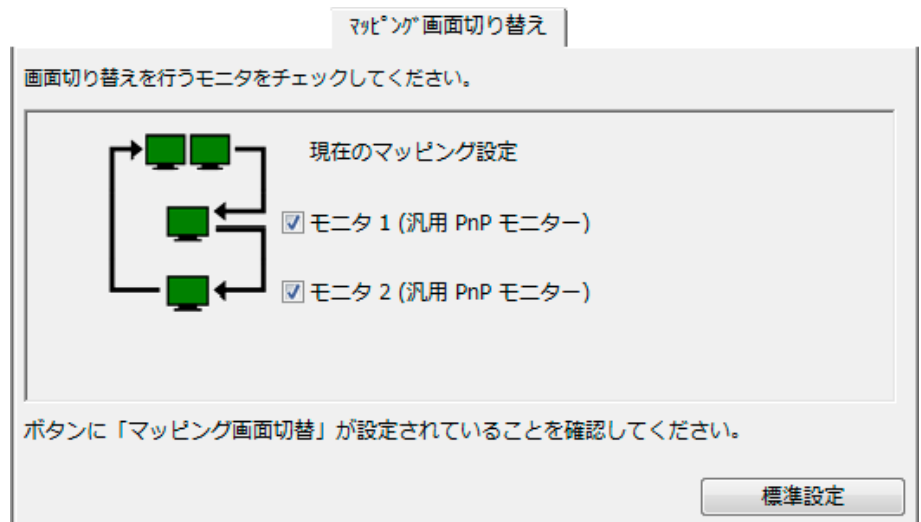 ﾏｯﾋﾟﾝｸﾞ画面切り替え
画面切り替えを行うモニタをチェックしてください。
現在のマッピング設定
モニタ 1 (汎用 PnP モニター)
モニタ 2 (汎用 PnP モニター)
ボタンに「マッピング画面切替」が設定されていることを確認してください。
標準設定